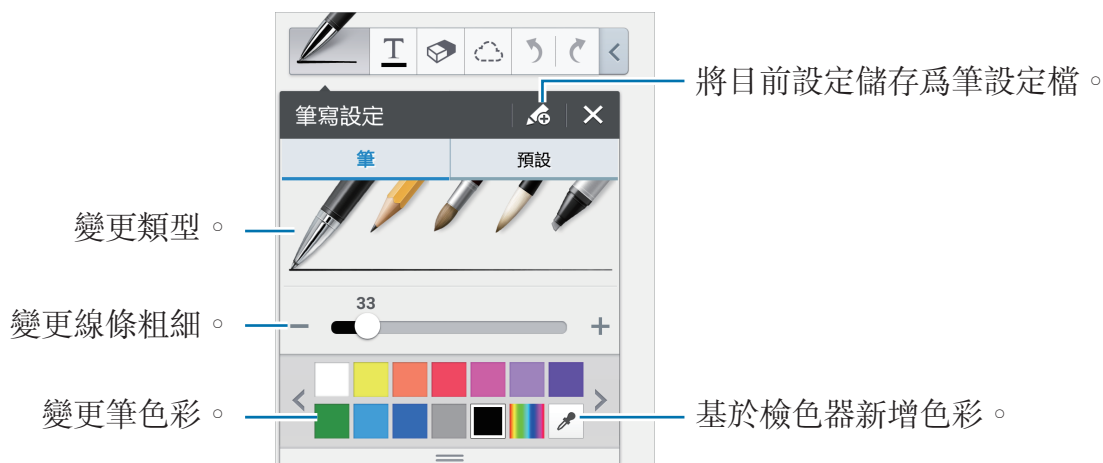 T
將目前設定儲存爲筆設定檔。
筆寫設定
筆
預設
變更類型。
33
變更線條粗細。
變更筆色彩。
基於檢色器新增色彩。